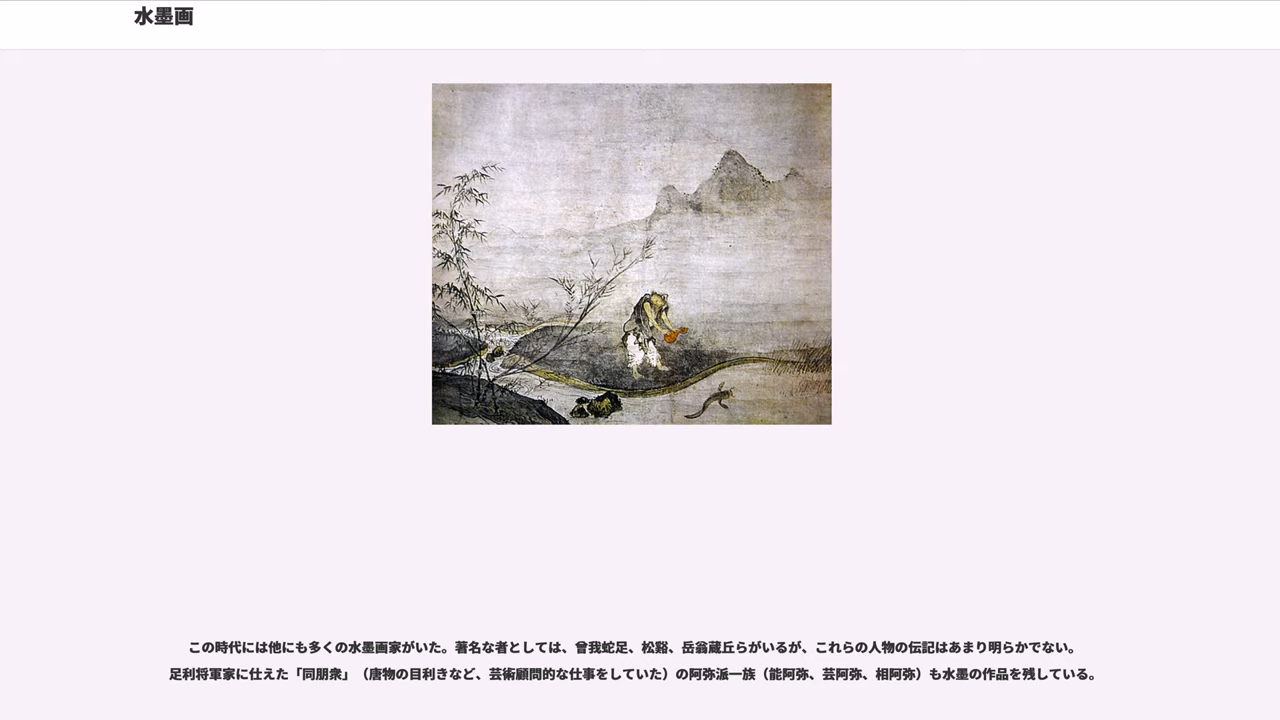 水墨画
この時代には他にも多くの水墨画家がいた。著名な者としては、曾我蛇足、松谿、岳翁蔵丘らがいるが、これらの人物の伝記はあまり明らかでない。
足利将軍家に仕えた「同朋衆」（唐物の目利きなど、芸術顧問的な仕事をしていた）の阿弥派一族（能阿弥、芸阿弥、相阿弥）も水墨の作品を残している。